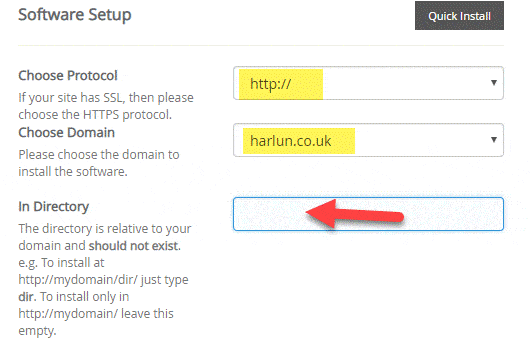 Software Setup
Quick Install
Choose Protocol
http://
If your site has SSL, then please
choose the HTTPS protocol.
Choose Domain
harlun.co.uk
Please choose the domain to
install the software.
In Directory
The directory is relative to your
domain and should not exist.
e.g. To install at
http://mydomain/dir/ just type
dir. To install only in
http://mydomain/ leave this
empty.